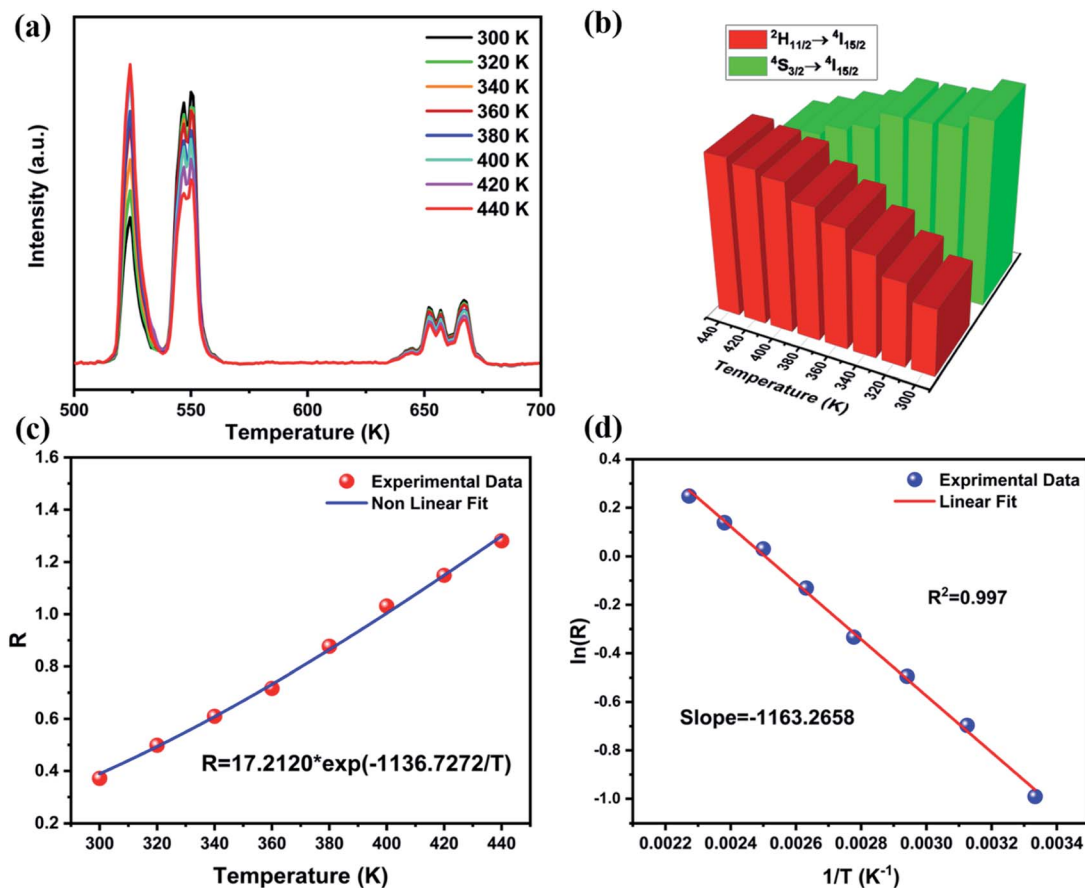 (a)
300 K
320 K
340 K
360 K
380 K
400 K
420 K
440 K
Intensity (a.u.)
500
550
600
650
700
Temperature (K)
(b)
²H₁₁/₂→ ⁴I₁₅/₂
⁴S₃/₂→ ⁴I₁₅/₂
440
420
400
380
360
340
320
300
Temperature (K)
(c)
Experimental Data
Non Linear Fit
R
1.6
1.4
1.2
1.0
0.8
0.6
0.4
0.2
R=17.2120*exp(-1136.7272/T)
300 320 340 360 380 400 420 440
Temperature (K)
(d)
Exprimental Data
Linear Fit
ln(R)
0.4
0.2
0.0
-0.2
-0.4
-0.6
-0.8
-1.0
R²=0.997
Slope=-1163.2658
0.0022 0.0024 0.0026 0.0028 0.0030 0.0032 0.0034
1/T (K⁻¹)